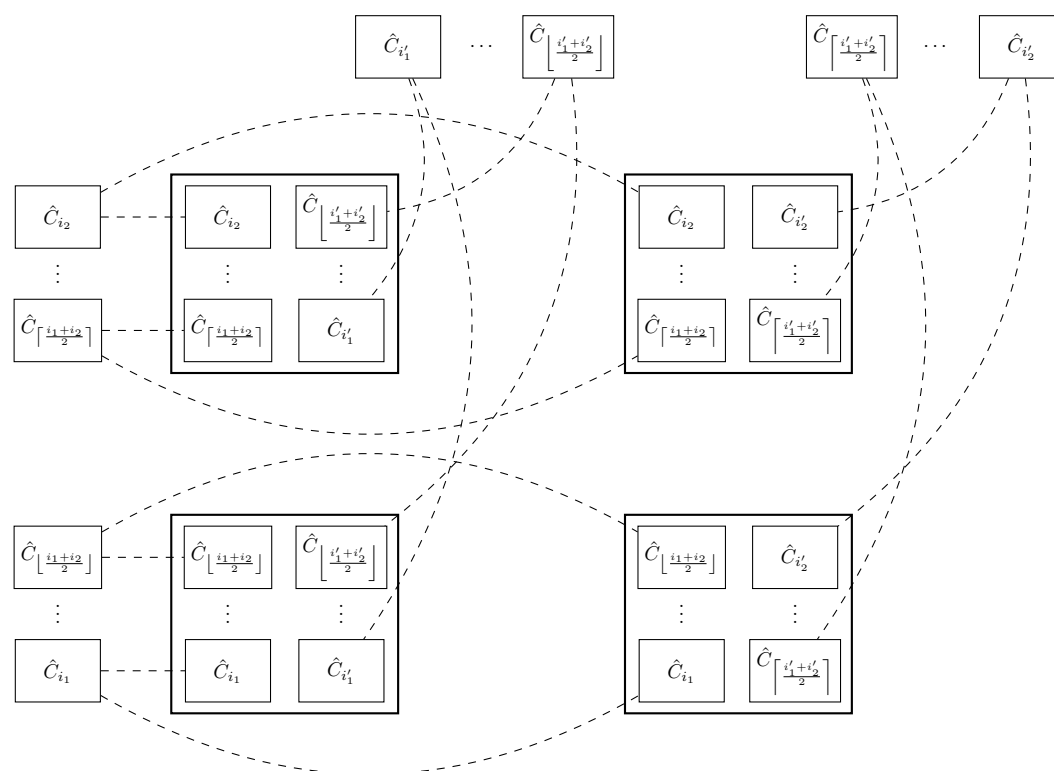 Ĉ_{i'_1} ⋯ Ĉ_{⌊(i'_1+i'_2)/2⌋} Ĉ_{⌈(i'_1+i'_2)/2⌉} ⋯ Ĉ_{i'_2}
Ĉ_{i_2} Ĉ_{i_2} Ĉ_{⌊(i'_1+i'_2)/2⌋} Ĉ_{i_2} Ĉ_{i'_2}
⋮ ⋮ ⋮ ⋮ ⋮
Ĉ_{⌈(i_1+i_2)/2⌉} Ĉ_{⌈(i_1+i_2)/2⌉} Ĉ_{i'_1} Ĉ_{⌈(i_1+i_2)/2⌉} Ĉ_{⌈(i'_1+i'_2)/2⌉}
Ĉ_{⌊(i_1+i_2)/2⌋} Ĉ_{⌊(i_1+i_2)/2⌋} Ĉ_{⌊(i'_1+i'_2)/2⌋} Ĉ_{⌊(i_1+i_2)/2⌋} Ĉ_{i'_2}
⋮ ⋮ ⋮ ⋮ ⋮
Ĉ_{i_1} Ĉ_{i_1} Ĉ_{i'_1} Ĉ_{i_1} Ĉ_{⌈(i'_1+i'_2)/2⌉}